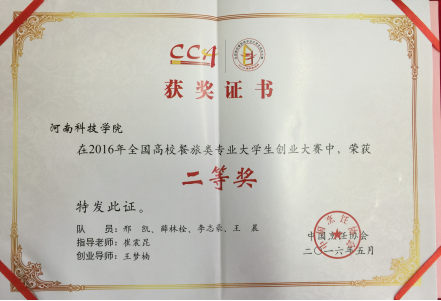 CCA
获奖证书
河南科技学院
在2016年全国高校餐旅类专业大学生创业大赛中，荣获
二等奖
特发此证。
队 员：邢 凯、薛林栓、李志豪、王 晨
指导老师：崔震昆
创业导师：王梦楠
中国烹饪协会
二〇一六年五月